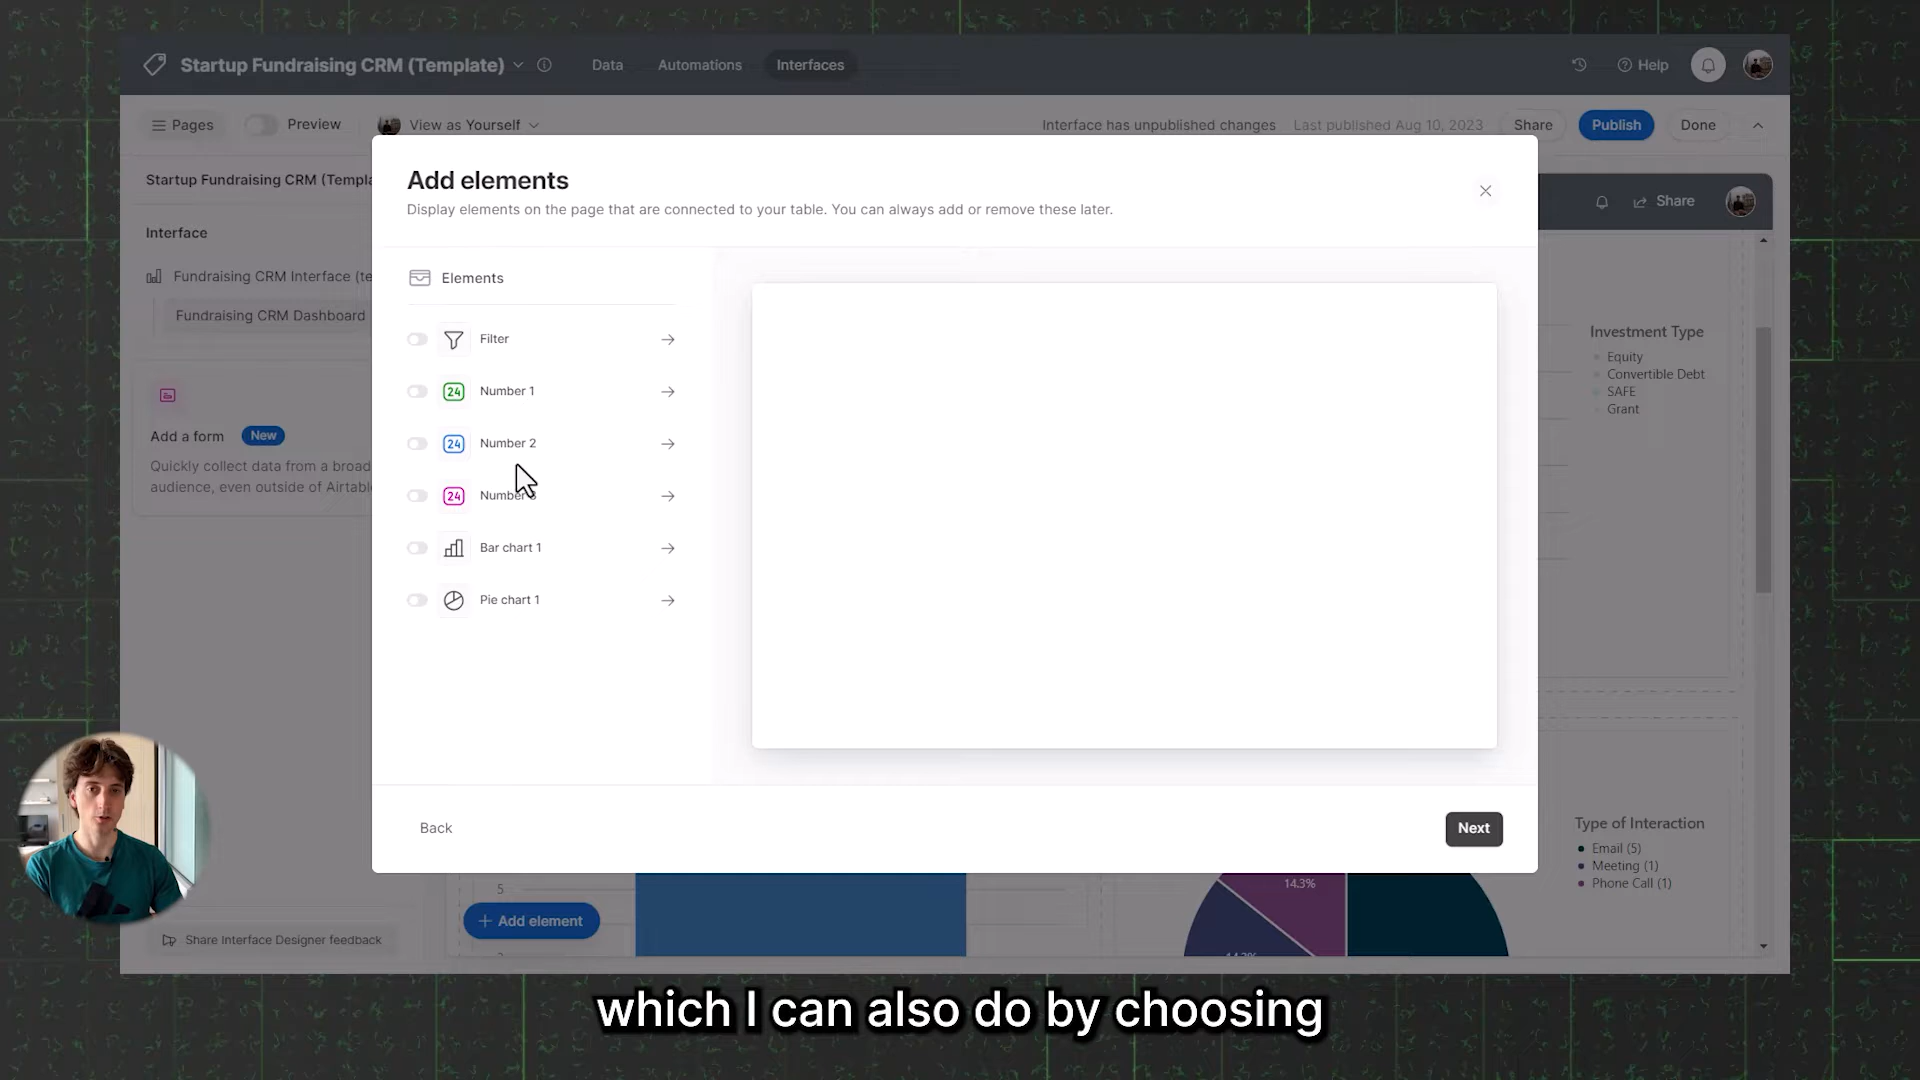 Startup Fundraising CRM (Template)
Data
Automations
Interfaces
Help
Pages
Preview
View as Yourself
Interface has unpublished changes
Last published Aug 10, 2023
Share
Publish
Done
Startup Fundraising CRM (Templa
Interface
Fundraising CRM Interface (te
Fundraising CRM Dashboard
Add a form
New
Quickly collect data from a broad
audience, even outside of Airtabl
Share Interface Designer feedback
Add elements
Display elements on the page that are connected to your table. You can always add or remove these later.
Elements
Filter
24
Number 1
24
Number 2
24
Number 3
Bar chart 1
Pie chart 1
Back
Next
Share
Investment Type
Equity
Convertible Debt
SAFE
Grant
Type of Interaction
Email (5)
Meeting (1)
Phone Call (1)
5
14.3%
+ Add element
which I can also do by choosing